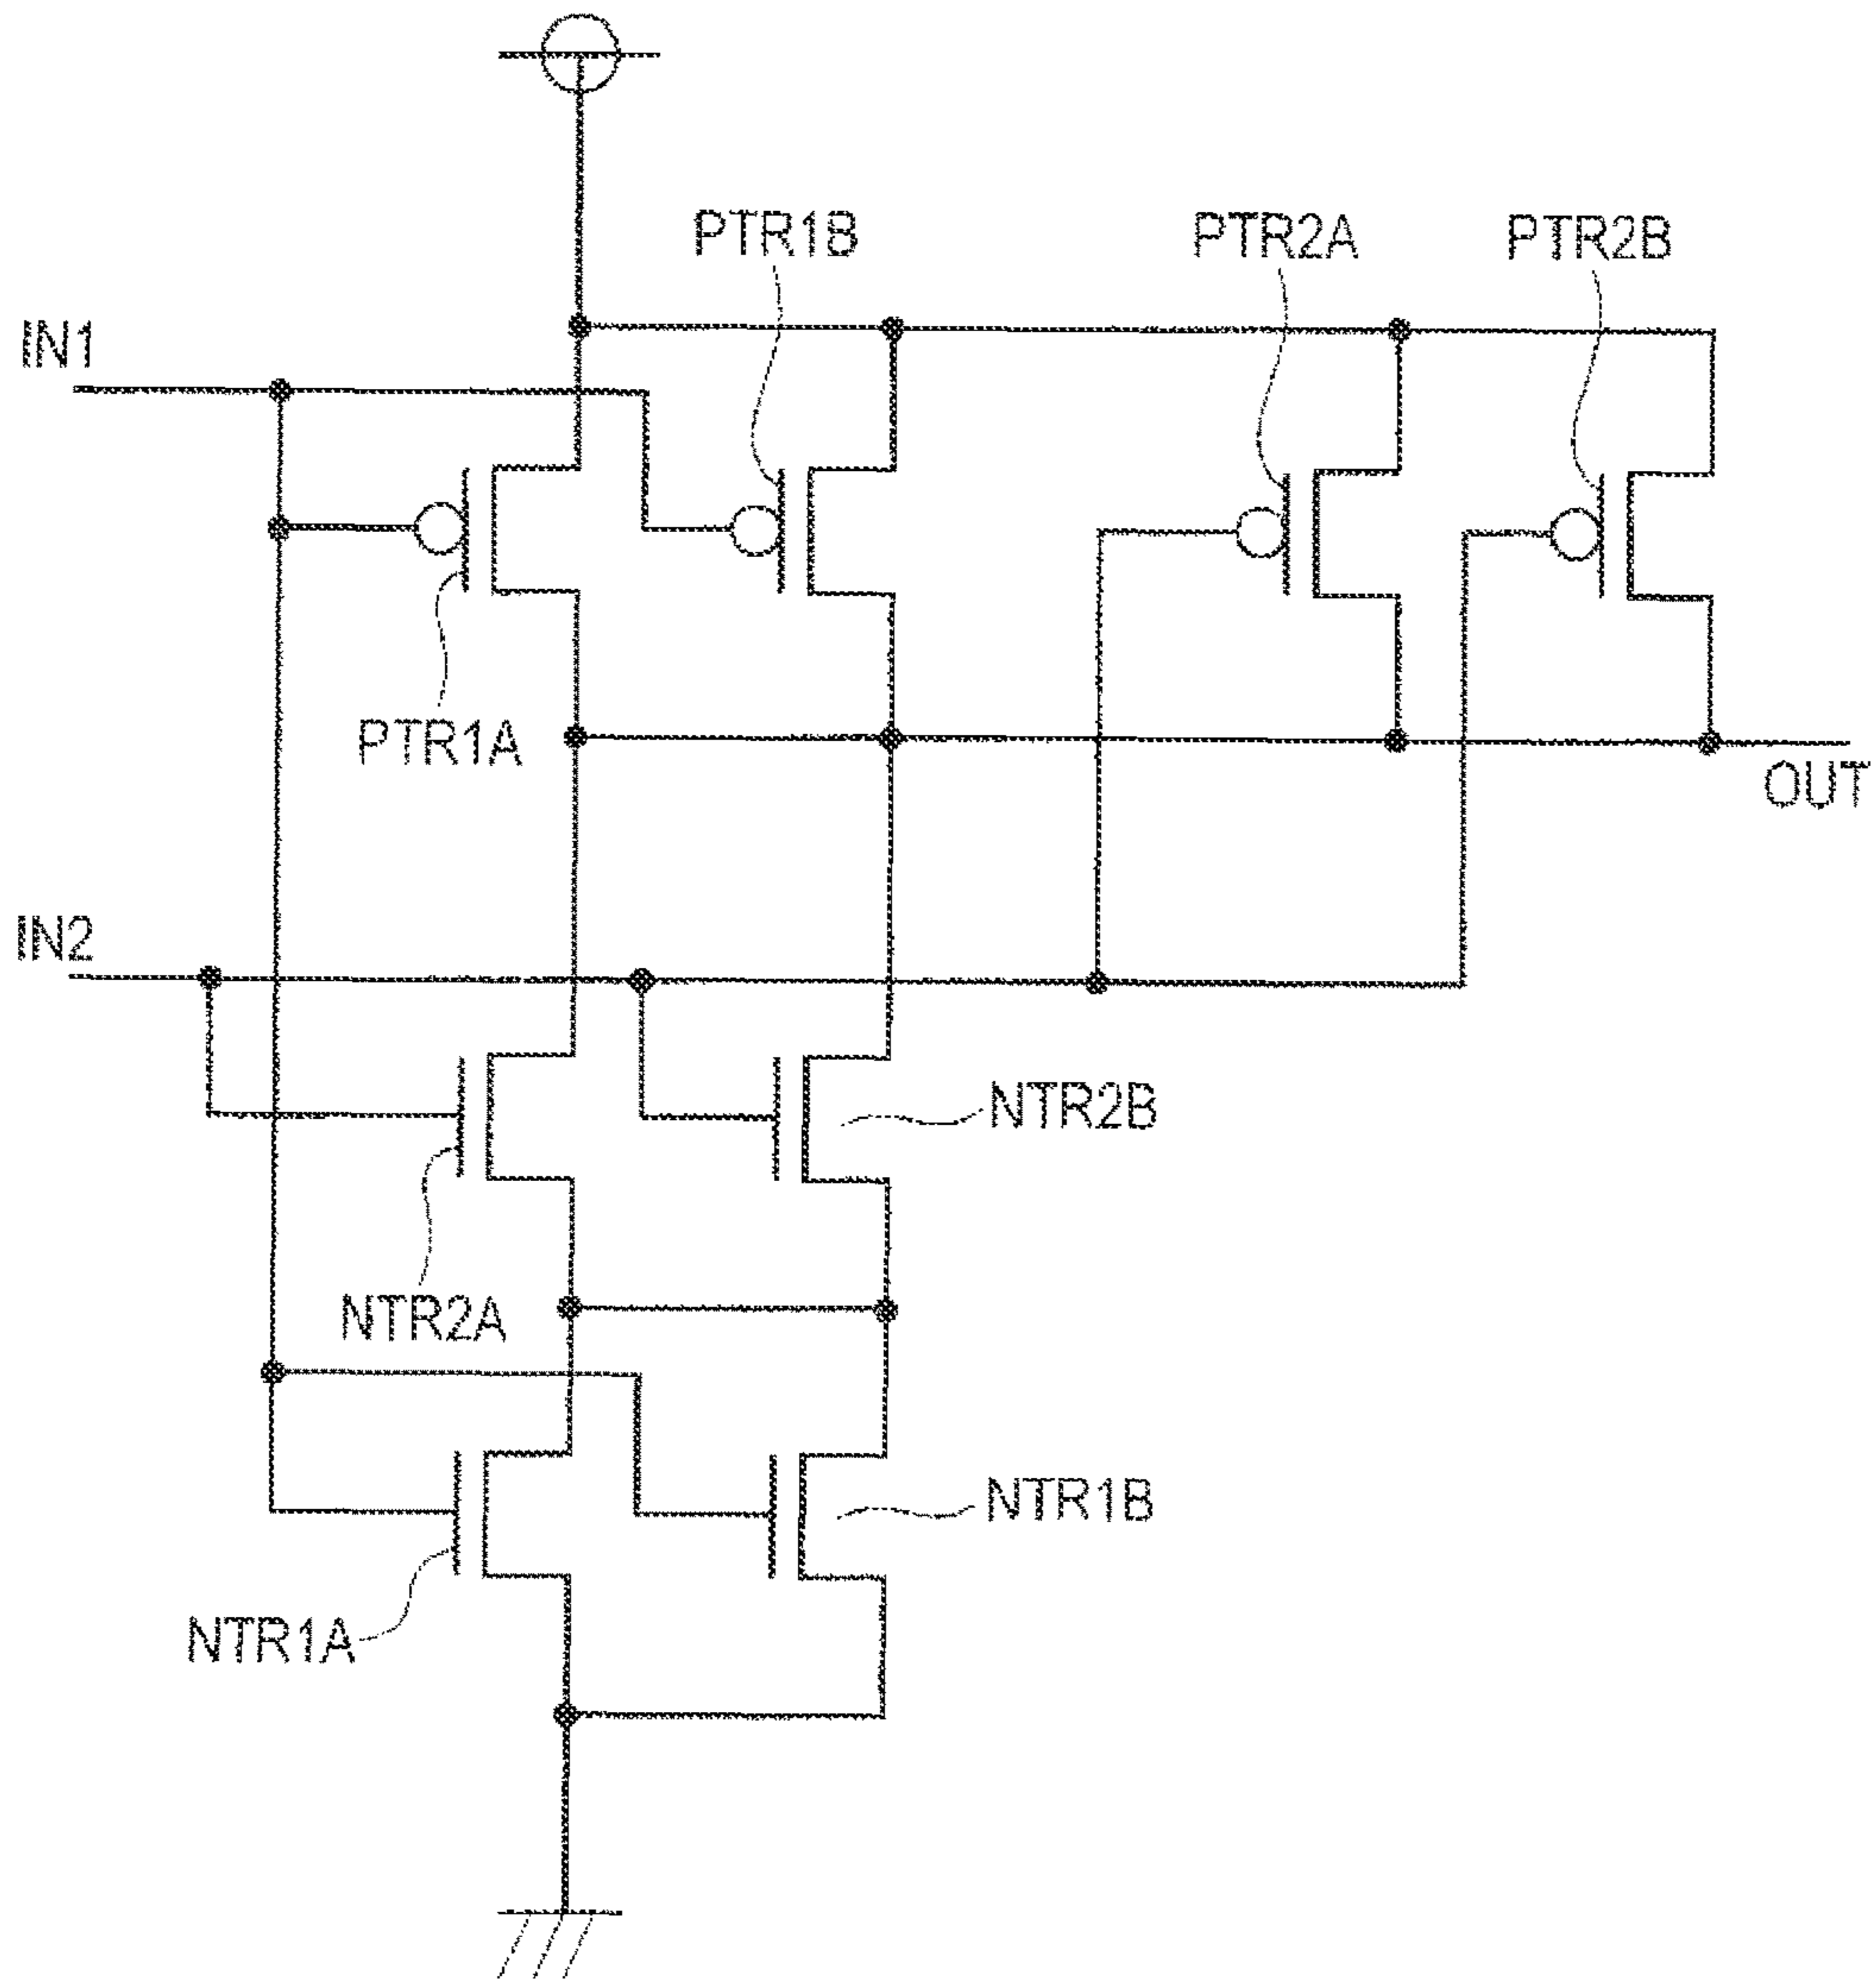 PTR1B
PTR2A
PTR2B
IN1
PTR1A
OUT
IN2
NTR2B
NTR2A
NTR1B
NTR1A